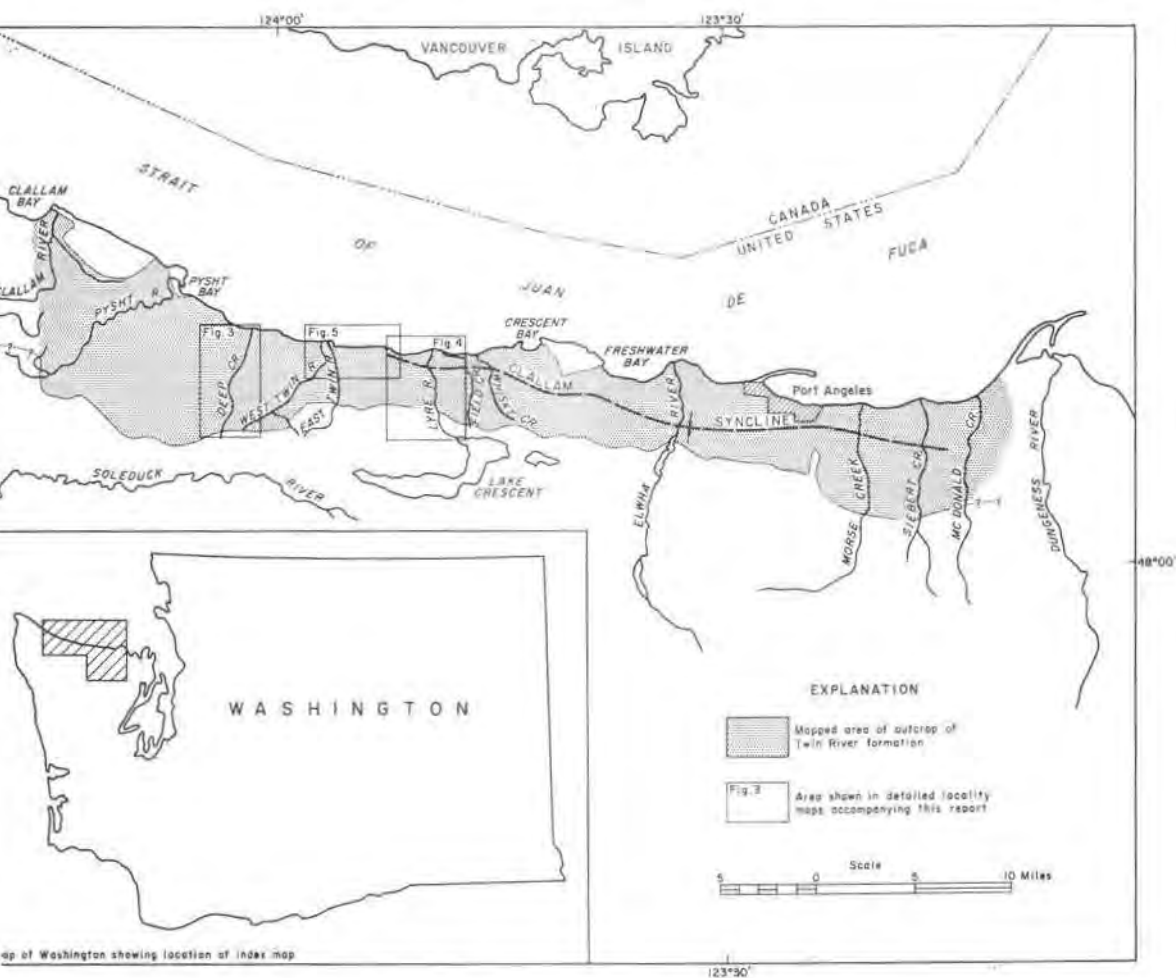 124°00'
123°30'
VANCOUVER ISLAND
STRAIT
OF
JUAN
DE
FUCA
CANADA
UNITED STATES
CLALLAM
BAY
CLALLAM RIVER
PYSHT R.
PYSHT
BAY
Fig. 3
DEEP CR.
WEST TWIN R.
Fig. 5
EAST TWIN R.
Fig. 4
LYRE R.
FIELD CR.
CRESCENT
BAY
FRESHWATER
BAY
CLALLAM
SYNCLINE
Port Angeles
ELWHA
RIVER
MORSE CREEK
SIEBERT CR.
MC DONALD CR.
DUNGENESS RIVER
SOLEDUCK RIVER
LAKE
CRESCENT
48°00'
WASHINGTON
ap of Washington showing location of index map
EXPLANATION
Mapped area of outcrop of
Twin River formation
Fig. 3
Area shown in detailed locality
maps accompanying this report
Scale
5 0 5 10 Miles
123°50'